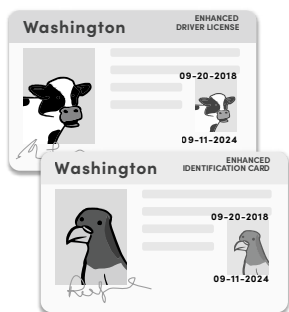 Washington
ENHANCED
DRIVER LICENSE
09-20-2018
09-11-2024
Washington
ENHANCED
IDENTIFICATION CARD
09-20-2018
09-11-2024